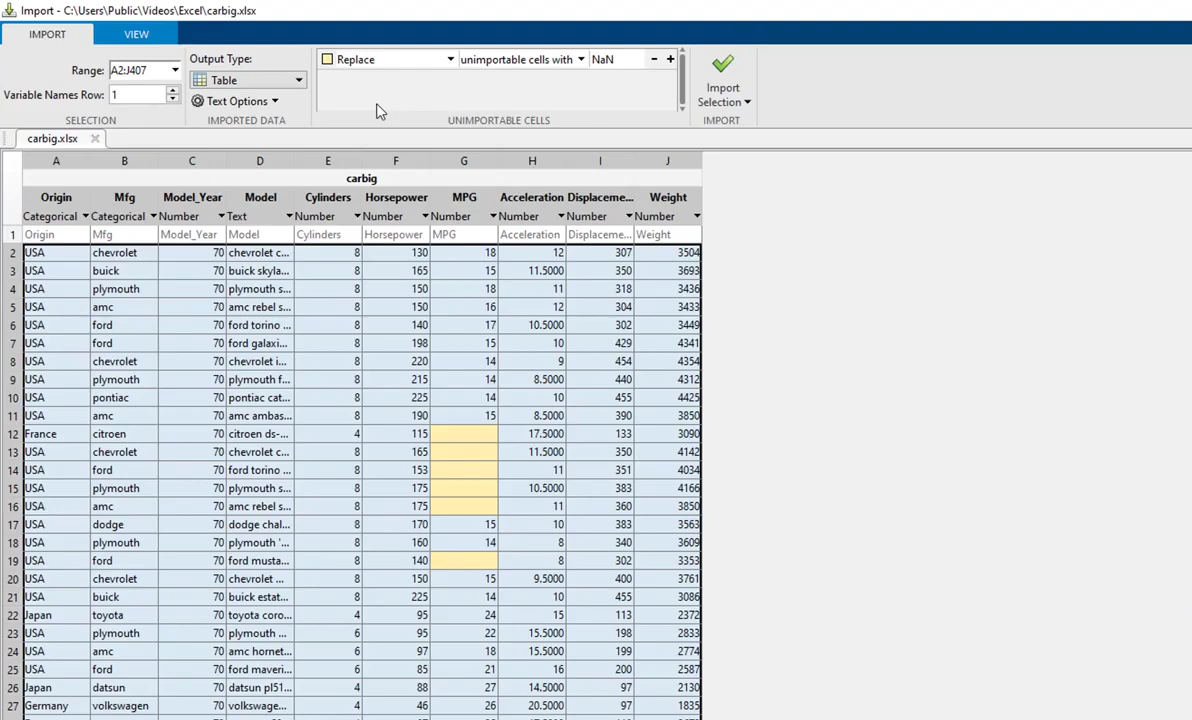 Import - C:\Users\Public\Videos\Excel\carbig.xlsx
IMPORT VIEW
Range: A2:J407
Variable Names Row: 1
SELECTION
Output Type:
Table
Text Options
IMPORTED DATA
Replace unimportable cells with NaN - +
UNIMPORTABLE CELLS
Import
Selection
IMPORT
carbig.xlsx
A B C D E F G H I J
carbig
Origin Mfg Model_Year Model Cylinders Horsepower MPG Acceleration Displaceme... Weight
Categorical Categorical Number Text Number Number Number Number Number Number
1 Origin Mfg Model_Year Model Cylinders Horsepower MPG Acceleration Displaceme... Weight
2 USA chevrolet 70 chevrolet c... 8 130 18 12 307 3504
3 USA buick 70 buick skyla... 8 165 15 11.5000 350 3693
4 USA plymouth 70 plymouth s... 8 150 18 11 318 3436
5 USA amc 70 amc rebel s... 8 150 16 12 304 3433
6 USA ford 70 ford torino ... 8 140 17 10.5000 302 3449
7 USA ford 70 ford galaxi... 8 198 15 10 429 4341
8 USA chevrolet 70 chevrolet i... 8 220 14 9 454 4354
9 USA plymouth 70 plymouth f... 8 215 14 8.5000 440 4312
10 USA pontiac 70 pontiac cat... 8 225 14 10 455 4425
11 USA amc 70 amc ambas... 8 190 15 8.5000 390 3850
12 France citroen 70 citroen ds-... 4 115 17.5000 133 3090
13 USA chevrolet 70 chevrolet c... 8 165 11.5000 350 4142
14 USA ford 70 ford torino ... 8 153 11 351 4034
15 USA plymouth 70 plymouth s... 8 175 10.5000 383 4166
16 USA amc 70 amc rebel s... 8 175 11 360 3850
17 USA dodge 70 dodge chal... 8 170 15 10 383 3563
18 USA plymouth 70 plymouth '... 8 160 14 8 340 3609
19 USA ford 70 ford musta... 8 140 8 302 3353
20 USA chevrolet 70 chevrolet ... 8 150 15 9.5000 400 3761
21 USA buick 70 buick estat... 8 225 14 10 455 3086
22 Japan toyota 70 toyota coro... 4 95 24 15 113 2372
23 USA plymouth 70 plymouth ... 6 95 22 15.5000 198 2833
24 USA amc 70 amc hornet 6 97 18 15.5000 199 2774
25 USA ford 70 ford maveri... 6 85 21 16 200 2587
26 Japan datsun 70 datsun pl51... 4 88 27 14.5000 97 2130
27 Germany volkswagen 70 volkswage... 4 46 26 20.5000 97 1835